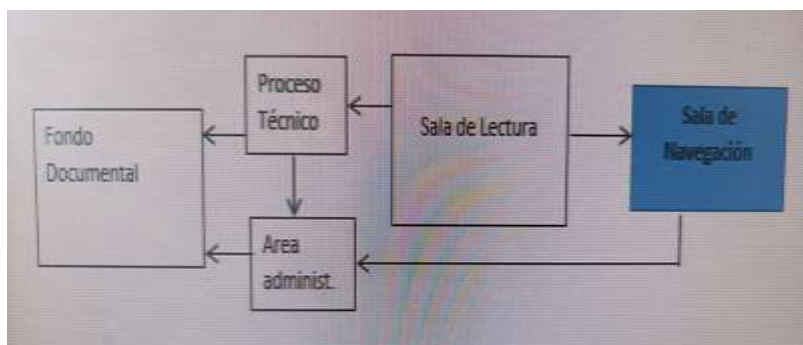 Proceso
Técnico
Fondo
Documental
Sala de Lectura
Sala de
Navegación
Area
administ.